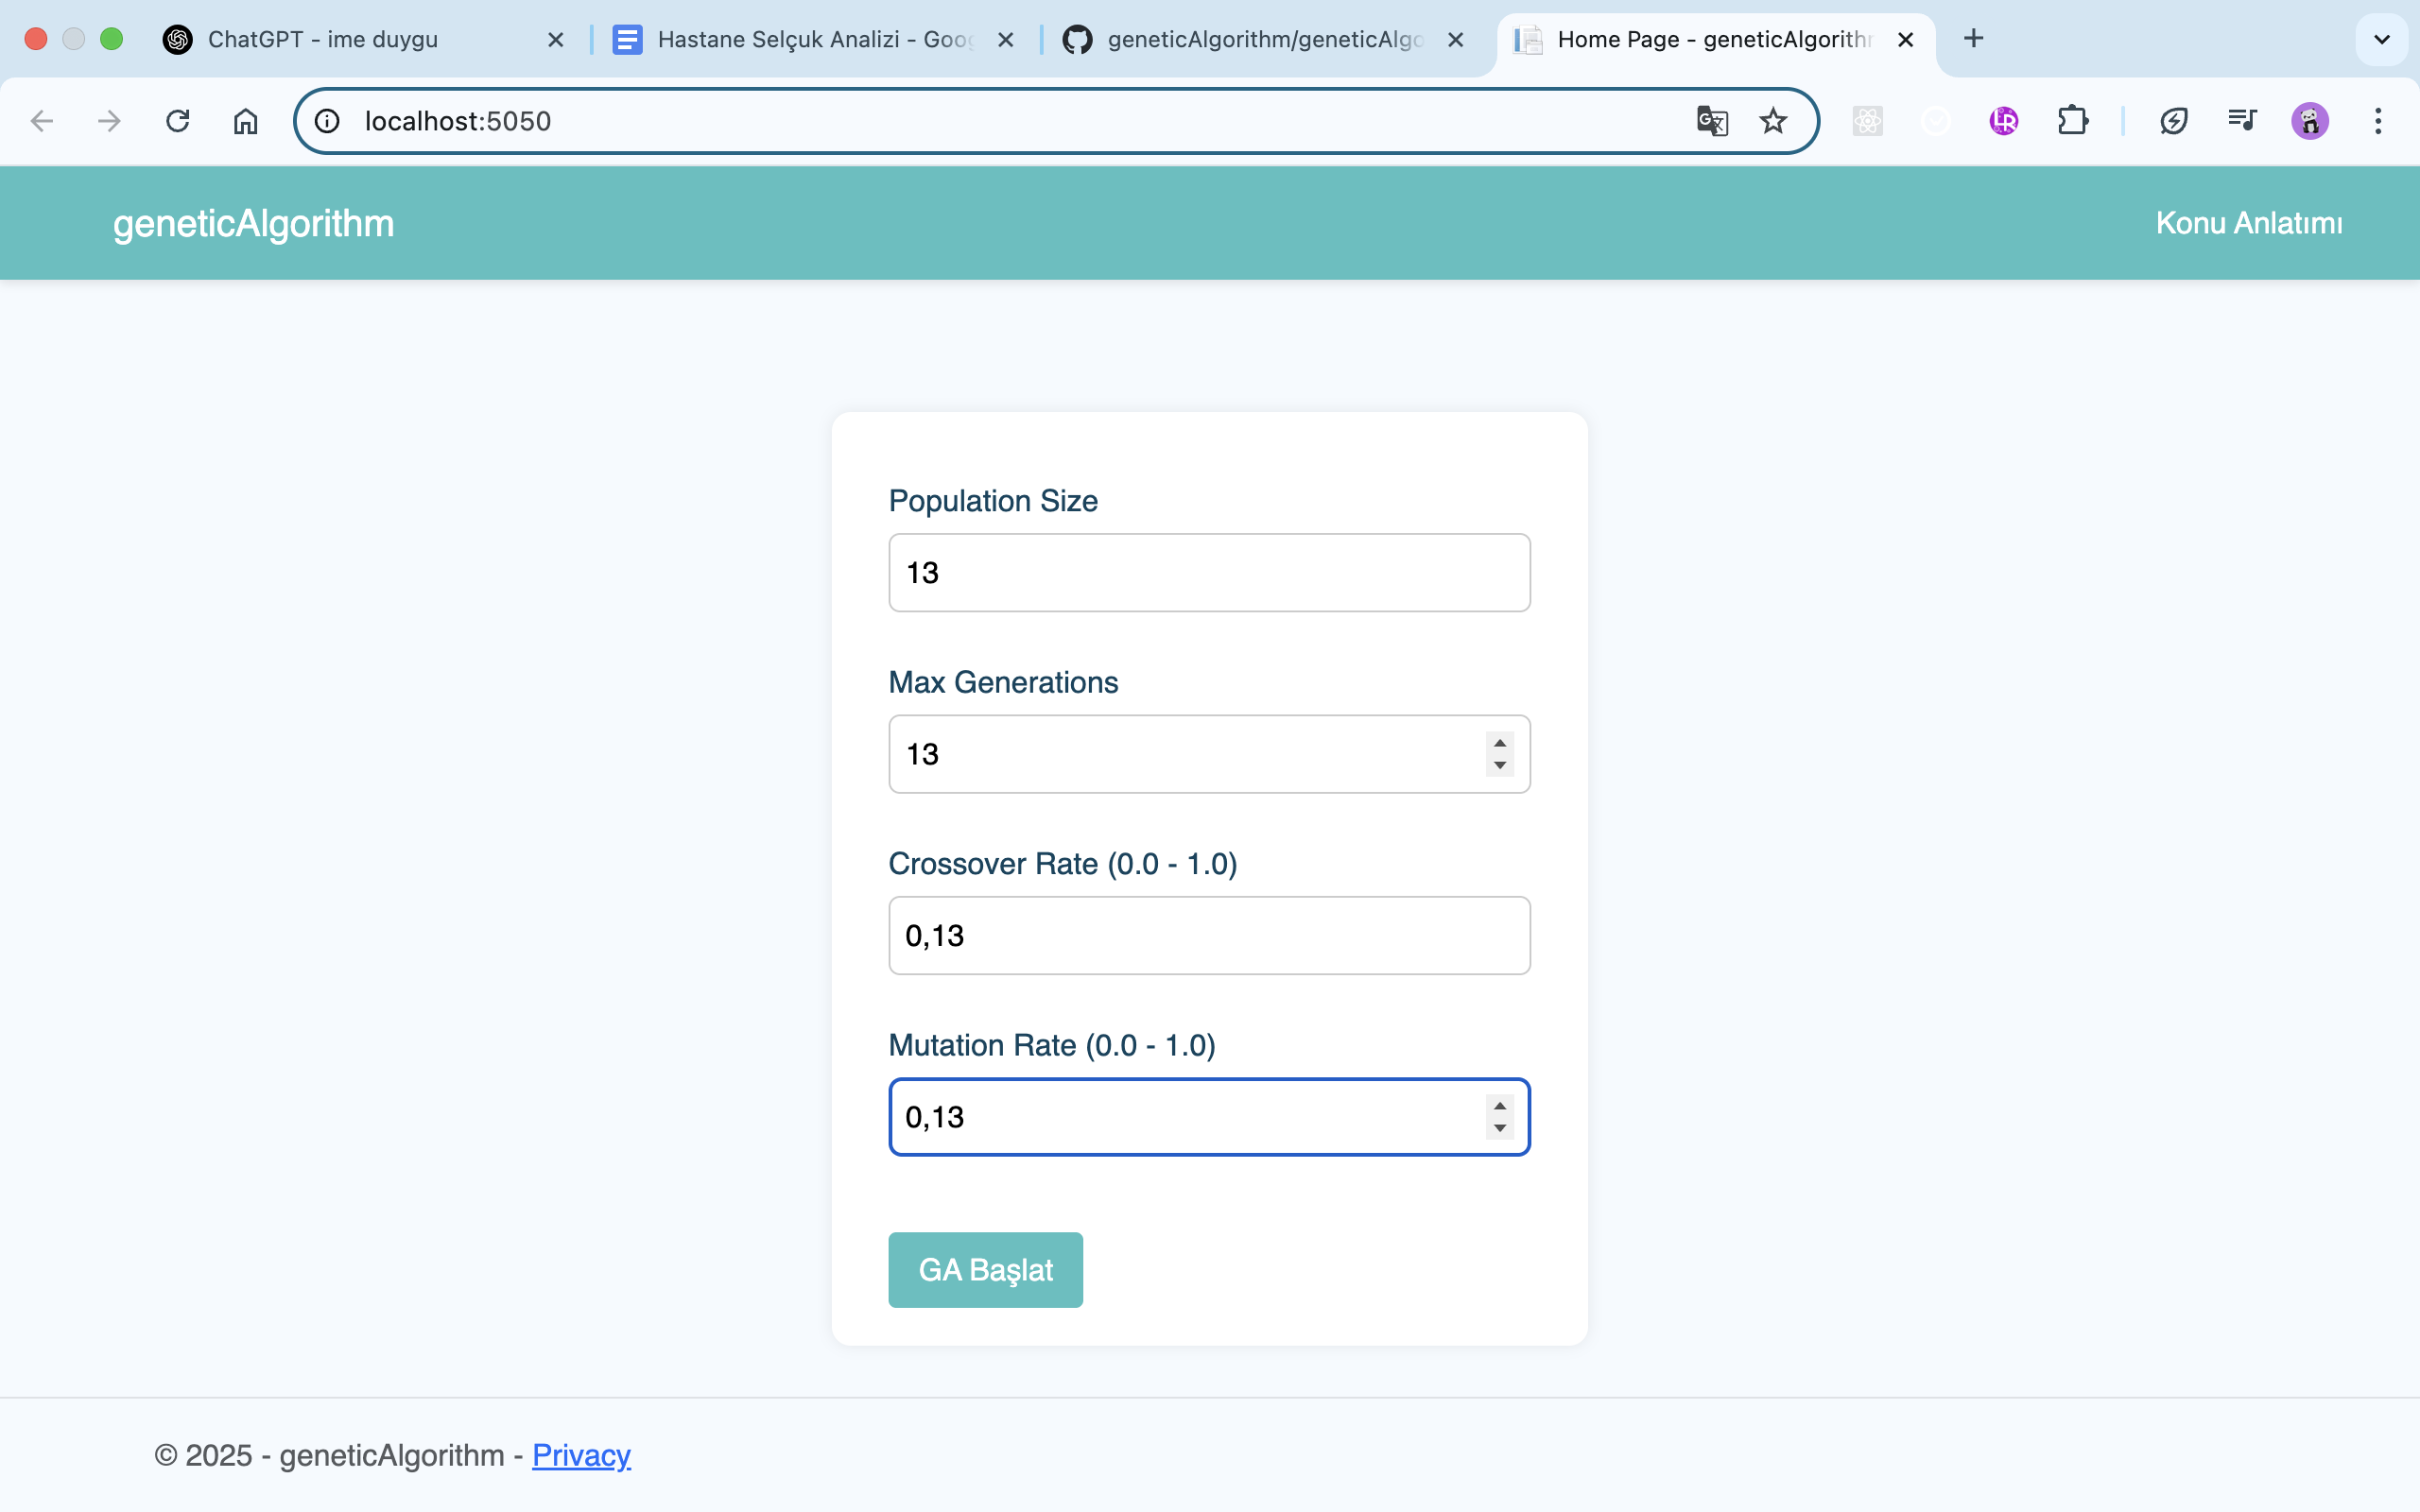 ChatGPT - ime duygu
Hastane Selçuk Analizi - Goo
geneticAlgorithm/geneticAlgo
Home Page - geneticAlgorith
localhost:5050
geneticAlgorithm
Konu Anlatımı
Population Size
13
Max Generations
13
Crossover Rate (0.0 - 1.0)
0,13
Mutation Rate (0.0 - 1.0)
0,13
GA Başlat
© 2025 - geneticAlgorithm - Privacy